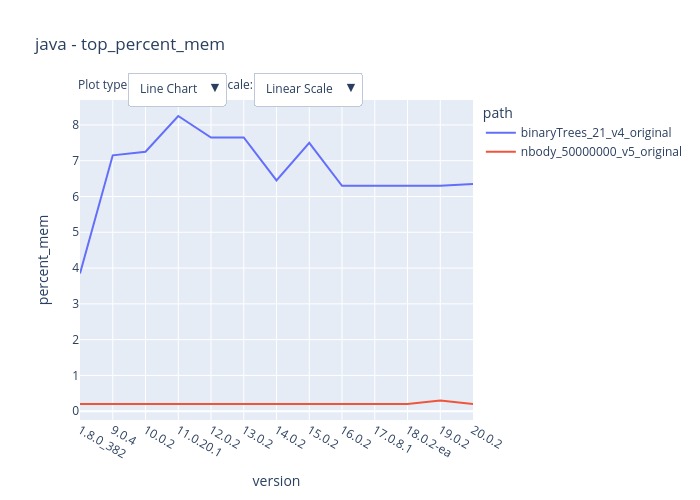 java - top_percent_mem
Plot type
Line Chart ▼
cale:
Linear Scale ▼
path
binaryTrees_21_v4_original
nbody_50000000_v5_original
percent_mem
8
7
6
5
4
3
2
1
0
1.8.0_382
9.0.4
10.0.2
11.0.20.1
12.0.2
13.0.2
14.0.2
15.0.2
16.0.2
17.0.8.1
18.0.2-ea
19.0.2
20.0.2
version